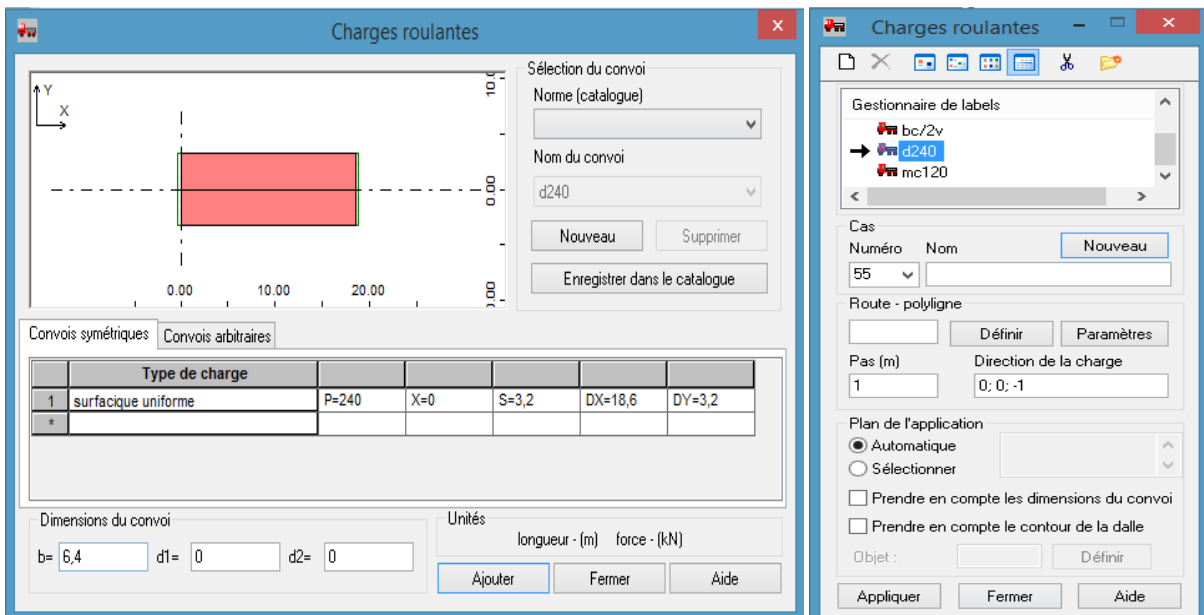 Charges roulantes
Y
X
10.
0.00
0.00 10.00 20.00
Sélection du convoi
Norme (catalogue)
Nom du convoi
d240
Nouveau Supprimer
Enregistrer dans le catalogue
Convois symétriques Convois arbitraires
Type de charge
1 surfacique uniforme P=240 X=0 S=3,2 DX=18,6 DY=3,2
*
Dimensions du convoi
b= 6,4 d1= 0 d2= 0
Unités
longueur - (m) force - (kN)
Ajouter Fermer Aide
Charges roulantes
Gestionnaire de labels
bc/2v
d240
mc120
Cas
Numéro Nom Nouveau
55
Route - polyligne
Définir Paramètres
Pas (m) Direction de la charge
1 0; 0; -1
Plan de l'application
Automatique
Sélectionner
Prendre en compte les dimensions du convoi
Prendre en compte le contour de la dalle
Objet : Définir
Appliquer Fermer Aide